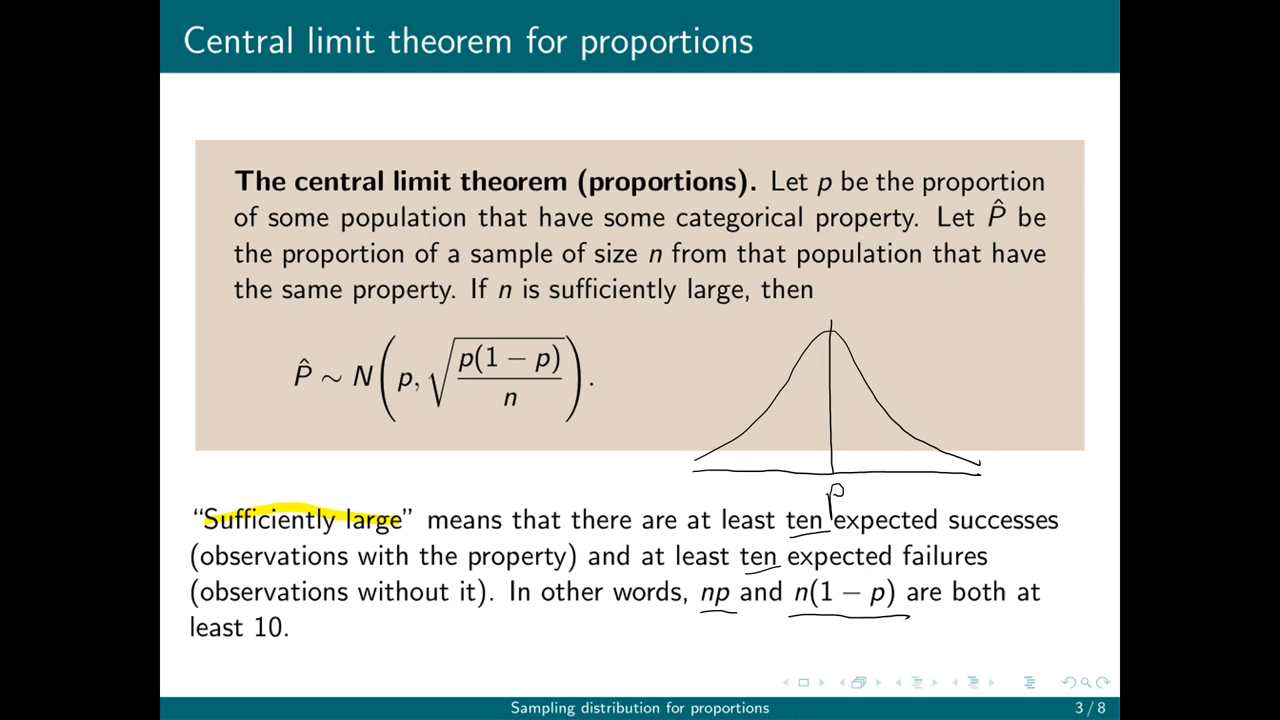 Central limit theorem for proportions
The central limit theorem (proportions). Let p be the proportion
of some population that have some categorical property. Let P̂ be
the proportion of a sample of size n from that population that have
the same property. If n is sufficiently large, then
P̂ ∼ N(p, √(p(1 − p)/n)).
p
“Sufficiently large” means that there are at least ten expected successes
(observations with the property) and at least ten expected failures
(observations without it). In other words, np and n(1 − p) are both at
least 10.
Sampling distribution for proportions 3 / 8